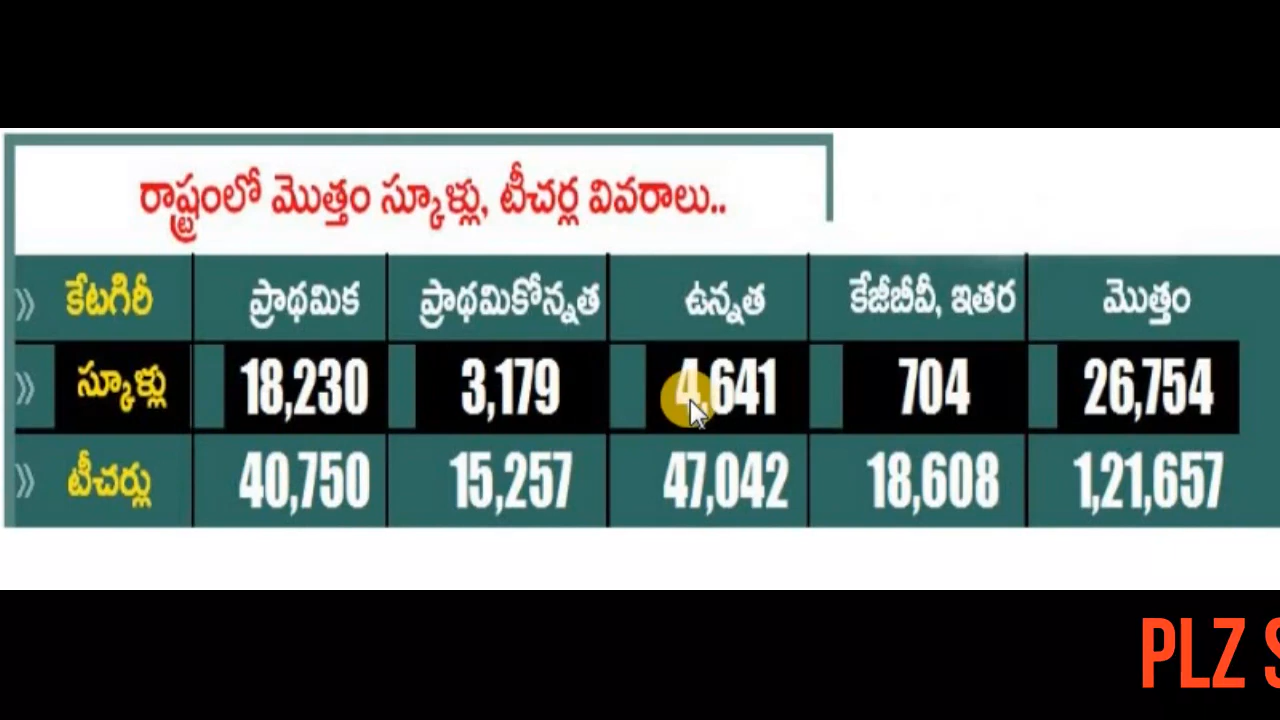 రాష్ట్రంలో మొత్తం స్కూళ్లు, టీచర్ల వివరాలు..
» కేటగిరీ ప్రాథమిక ప్రాథమికోన్నత ఉన్నత కేజీబీవీ, ఇతర మొత్తం
» స్కూళ్లు 18,230 3,179 4,641 704 26,754
» టీచర్లు 40,750 15,257 47,042 18,608 1,21,657
PLZ S